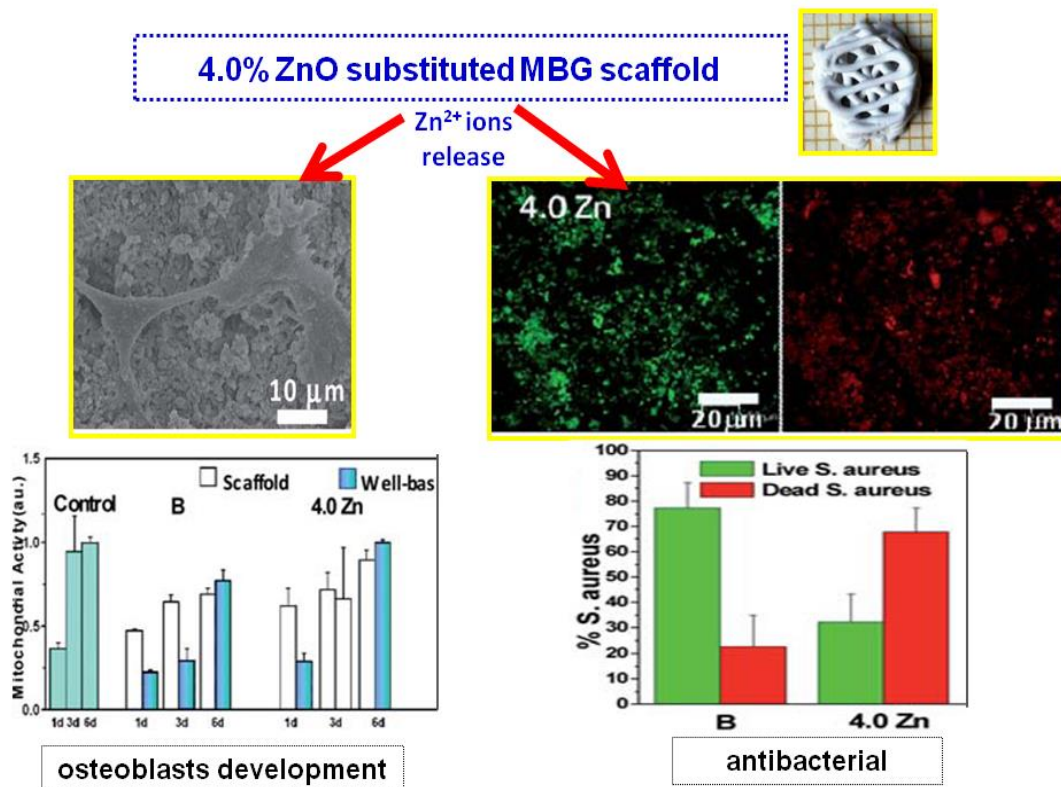 4.0% ZnO substituted MBG scaffold
Zn²⁺ ions
release
10 μm
4.0 Zn
20μm
20 μm
Mitochondrial Activty(au.)
1.5
1.0
0.5
0.0
Control
B
4.0 Zn
Scaffold
Well-bas
1d 3d 6d
1d 3d 6d
1d 3d 6d
osteoblasts development
% S. aureus
100
90
80
70
60
50
40
30
20
10
0
Live S. aureus
Dead S. aureus
B
4.0 Zn
antibacterial